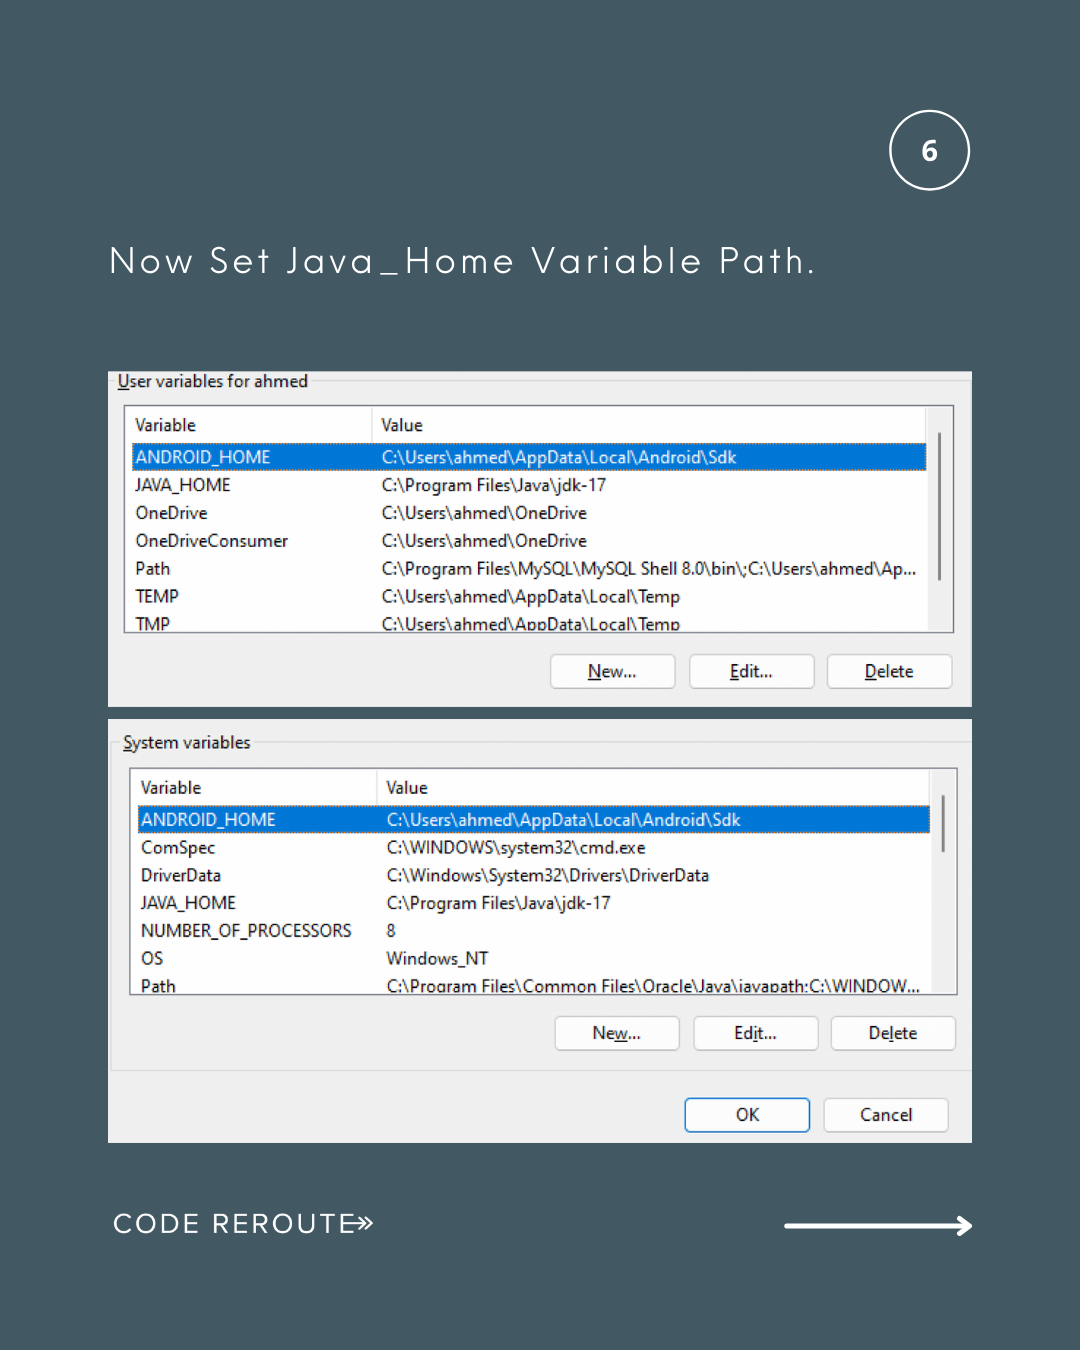 6
Now Set Java_Home Variable Path.
User variables for ahmed
Variable Value
ANDROID_HOME C:\Users\ahmed\AppData\Local\Android\Sdk
JAVA_HOME C:\Program Files\Java\jdk-17
OneDrive C:\Users\ahmed\OneDrive
OneDriveConsumer C:\Users\ahmed\OneDrive
Path C:\Program Files\MySQL\MySQL Shell 8.0\bin\;C:\Users\ahmed\Ap...
TEMP C:\Users\ahmed\AppData\Local\Temp
TMP C:\Users\ahmed\AppData\Local\Temp
New... Edit... Delete
System variables
Variable Value
ANDROID_HOME C:\Users\ahmed\AppData\Local\Android\Sdk
ComSpec C:\WINDOWS\system32\cmd.exe
DriverData C:\Windows\System32\Drivers\DriverData
JAVA_HOME C:\Program Files\Java\jdk-17
NUMBER_OF_PROCESSORS 8
OS Windows_NT
Path C:\Program Files\Common Files\Oracle\Java\javapath;C:\WINDOW...
New... Edit... Delete
OK Cancel
CODE REROUTE